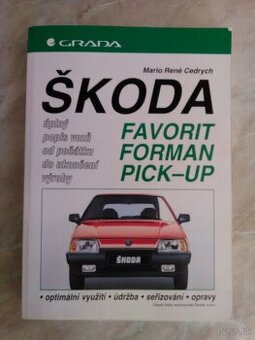 GRADA
Mario René Cedrych
ŠKODA
úplný
popis vozů
od počátku
do ukončení
výroby
FAVORIT
FORMAN
PICK–UP
ŠKODA
• optimální využití • údržba • seřizování • opravy